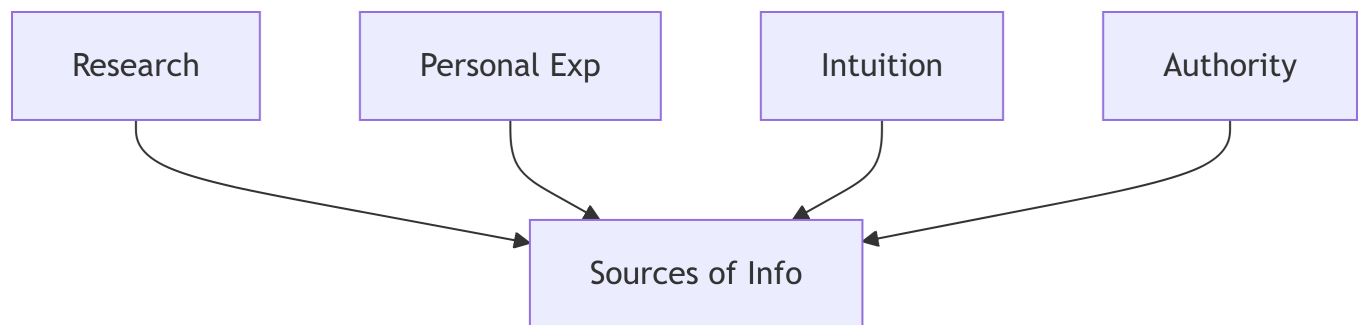 Research
Personal Exp
Intuition
Authority
Sources of Info